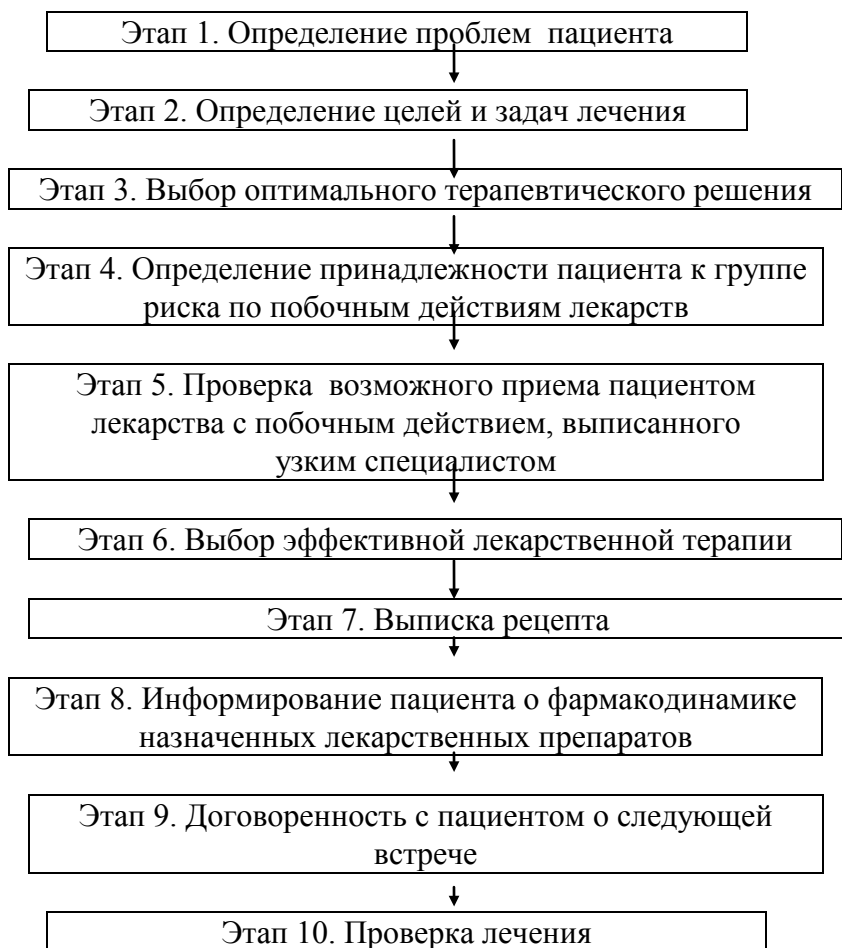 Этап 1. Определение проблем пациента
Этап 2. Определение целей и задач лечения
Этап 3. Выбор оптимального терапевтического решения
Этап 4. Определение принадлежности пациента к группе
риска по побочным действиям лекарств
Этап 5. Проверка возможного приема пациентом
лекарства с побочным действием, выписанного
узким специалистом
Этап 6. Выбор эффективной лекарственной терапии
Этап 7. Выписка рецепта
Этап 8. Информирование пациента о фармакодинамике
назначенных лекарственных препаратов
Этап 9. Договоренность с пациентом о следующей
встрече
Этап 10. Проверка лечения